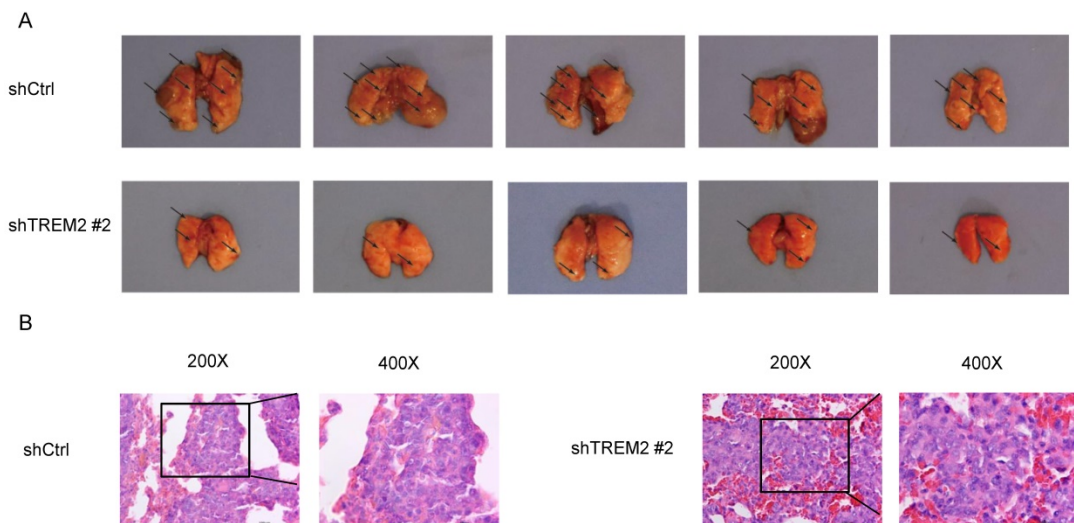 A
shCtrl
shTREM2 #2
B
200X 400X 200X 400X
shCtrl shTREM2 #2